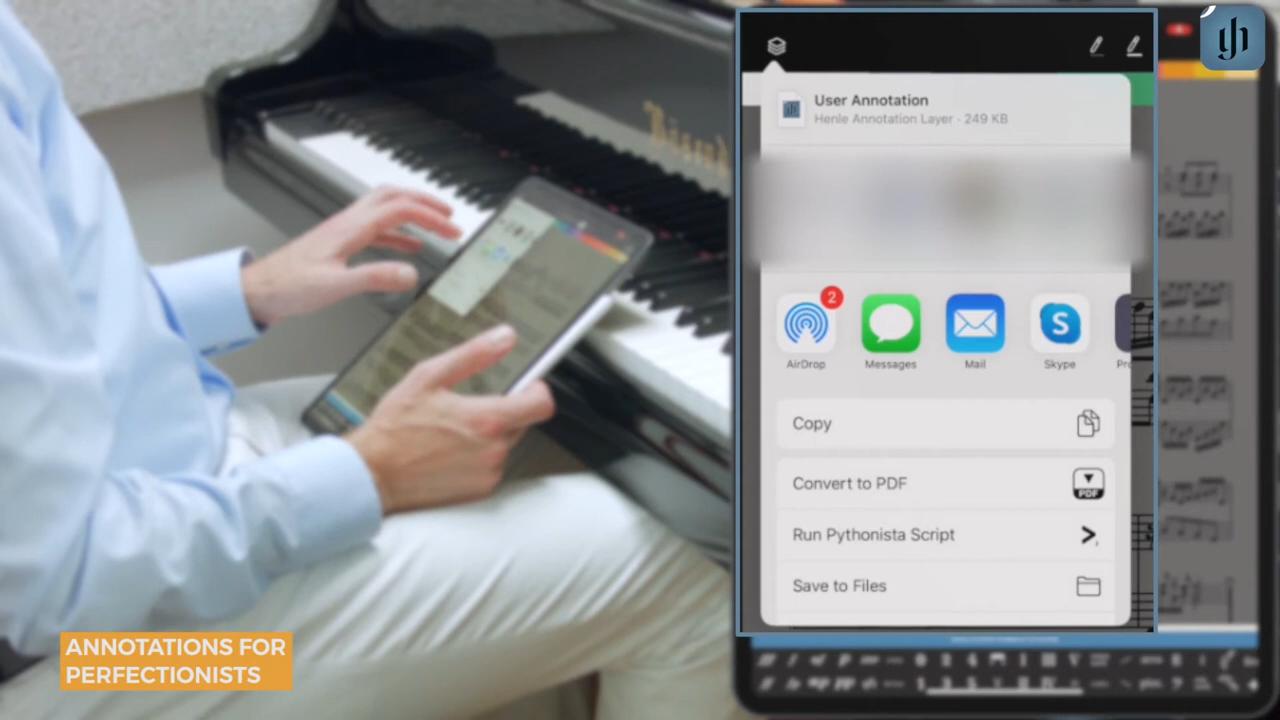 User Annotation
Henle Annotation Layer · 249 KB
2
AirDrop
Messages
Mail
Skype
Copy
Convert to PDF
PDF
Run Pythonista Script
Save to Files
ANNOTATIONS FOR
PERFECTIONISTS